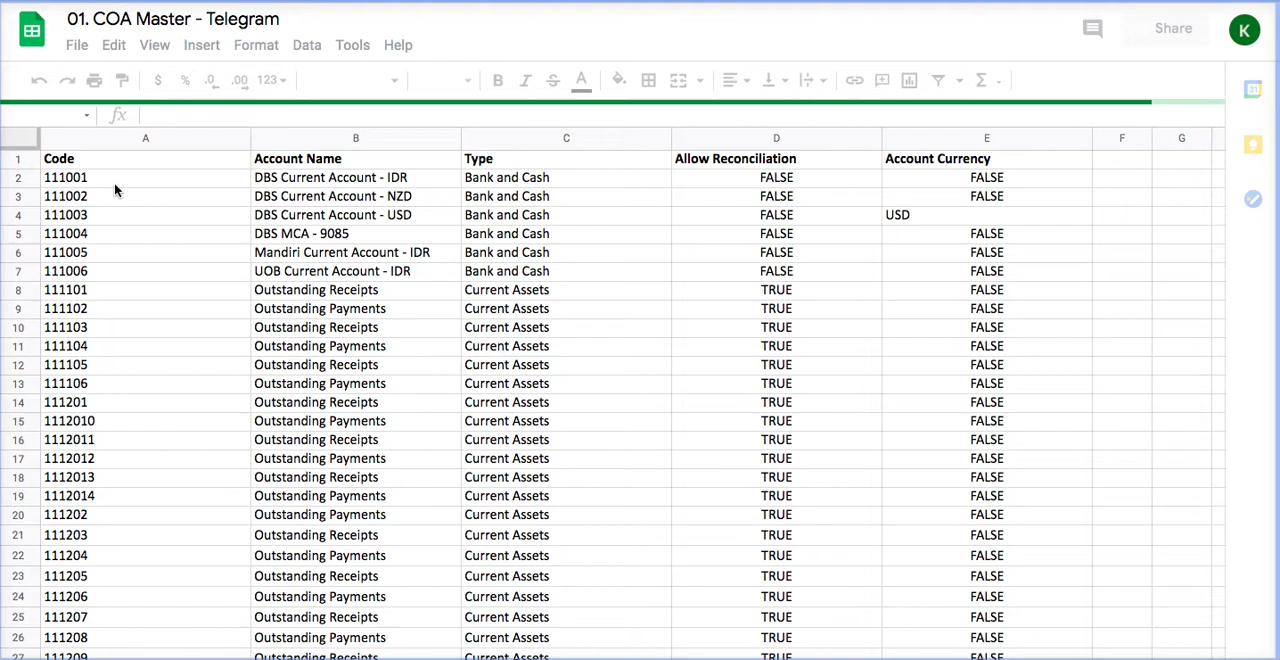 01. COA Master - Telegram
File Edit View Insert Format Data Tools Help
Share
K
$ % .0 .00 123 B I S A Σ
31
fx
A B C D E F G
1 Code Account Name Type Allow Reconciliation Account Currency
2 111001 DBS Current Account - IDR Bank and Cash FALSE FALSE
3 111002 DBS Current Account - NZD Bank and Cash FALSE FALSE
4 111003 DBS Current Account - USD Bank and Cash FALSE USD
5 111004 DBS MCA - 9085 Bank and Cash FALSE FALSE
6 111005 Mandiri Current Account - IDR Bank and Cash FALSE FALSE
7 111006 UOB Current Account - IDR Bank and Cash FALSE FALSE
8 111101 Outstanding Receipts Current Assets TRUE FALSE
9 111102 Outstanding Payments Current Assets TRUE FALSE
10 111103 Outstanding Receipts Current Assets TRUE FALSE
11 111104 Outstanding Payments Current Assets TRUE FALSE
12 111105 Outstanding Receipts Current Assets TRUE FALSE
13 111106 Outstanding Payments Current Assets TRUE FALSE
14 111201 Outstanding Receipts Current Assets TRUE FALSE
15 1112010 Outstanding Payments Current Assets TRUE FALSE
16 1112011 Outstanding Receipts Current Assets TRUE FALSE
17 1112012 Outstanding Payments Current Assets TRUE FALSE
18 1112013 Outstanding Receipts Current Assets TRUE FALSE
19 1112014 Outstanding Payments Current Assets TRUE FALSE
20 111202 Outstanding Payments Current Assets TRUE FALSE
21 111203 Outstanding Receipts Current Assets TRUE FALSE
22 111204 Outstanding Payments Current Assets TRUE FALSE
23 111205 Outstanding Receipts Current Assets TRUE FALSE
24 111206 Outstanding Payments Current Assets TRUE FALSE
25 111207 Outstanding Receipts Current Assets TRUE FALSE
26 111208 Outstanding Payments Current Assets TRUE FALSE
27 111209 Outstanding Receipts Current Assets TRUE FALSE